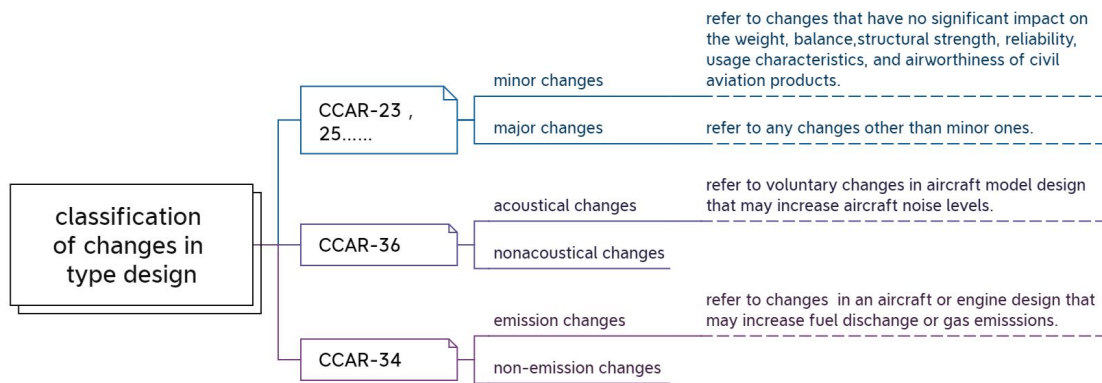 classification
of changes in
type design
CCAR-23 ,
25......
minor changes
refer to changes that have no significant impact on
the weight, balance,structural strength, reliability,
usage characteristics, and airworthiness of civil
aviation products.
major changes
refer to any changes other than minor ones.
CCAR-36
acoustical changes
refer to voluntary changes in aircraft model design
that may increase aircraft noise levels.
nonacoustical changes
CCAR-34
emission changes
refer to changes in an aircraft or engine design that
may increase fuel dischange or gas emisssions.
non-emission changes